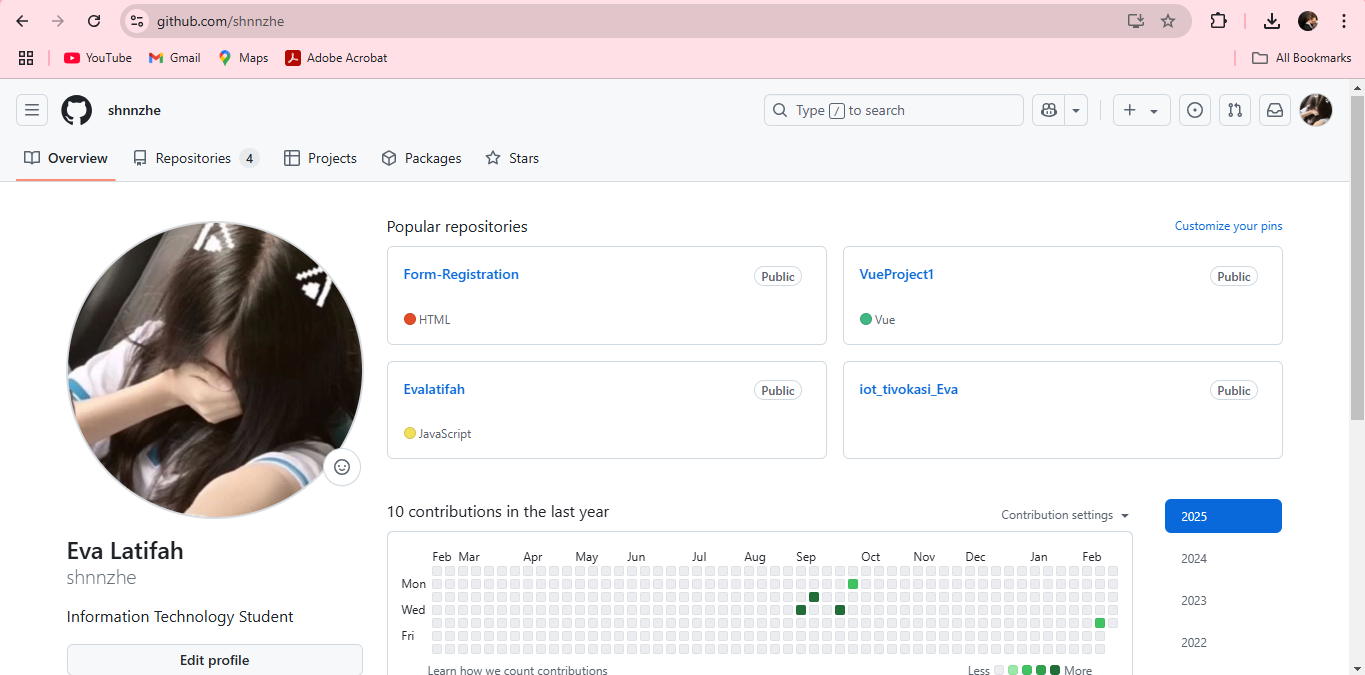 github.com/shnnzhe
YouTube
Gmail
Maps
Adobe Acrobat
All Bookmarks
shnnzhe
Type / to search
Overview
Repositories 4
Projects
Packages
Stars
Popular repositories
Customize your pins
Form-Registration
Public
HTML
VueProject1
Public
Vue
Evalatifah
Public
JavaScript
iot_tivokasi_Eva
Public
Eva Latifah
shnnzhe
Information Technology Student
Edit profile
10 contributions in the last year
Contribution settings
Feb Mar Apr May Jun Jul Aug Sep Oct Nov Dec Jan Feb
Mon
Wed
Fri
Learn how we count contributions
Less
More
2025
2024
2023
2022